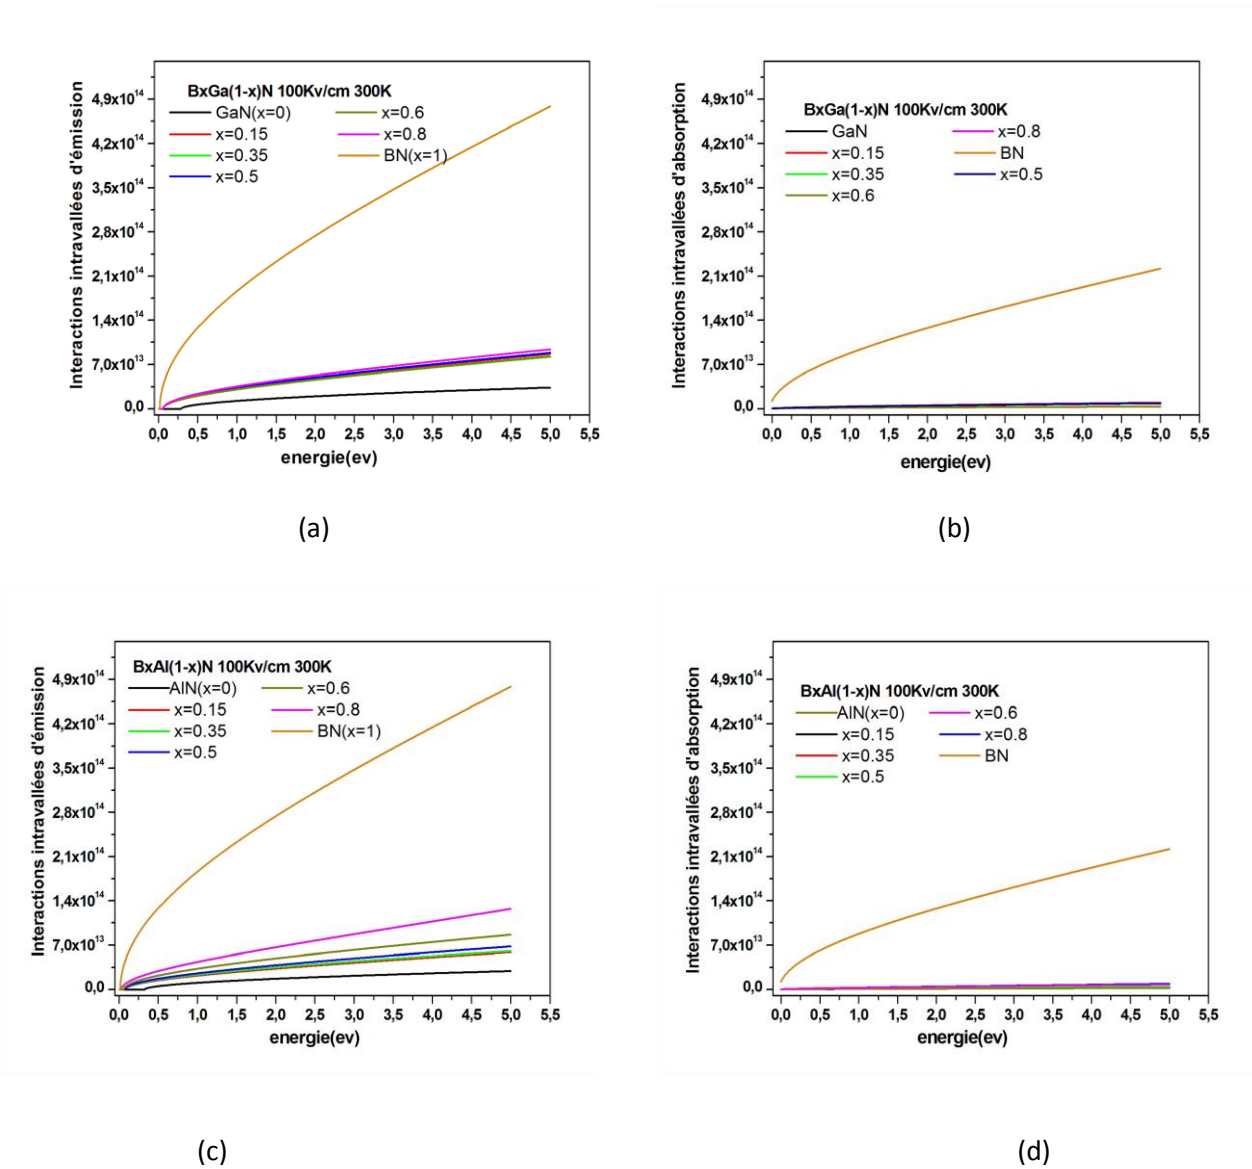 BxGa(1-x)N 100Kv/cm 300K
GaN(x=0) x=0.6
x=0.15 x=0.8
x=0.35 BN(x=1)
x=0.5
Interactions intravallées d'émission
4,9x10¹⁴
4,2x10¹⁴
3,5x10¹⁴
2,8x10¹⁴
2,1x10¹⁴
1,4x10¹⁴
7,0x10¹³
0,0
0,0 0,5 1,0 1,5 2,0 2,5 3,0 3,5 4,0 4,5 5,0 5,5
energie(ev)
(a)
BxGa(1-x)N 100Kv/cm 300K
GaN x=0.8
x=0.15 BN
x=0.35 x=0.5
x=0.6
Interactions intravallées d'absorption
4,9x10¹⁴
4,2x10¹⁴
3,5x10¹⁴
2,8x10¹⁴
2,1x10¹⁴
1,4x10¹⁴
7,0x10¹³
0,0
0,0 0,5 1,0 1,5 2,0 2,5 3,0 3,5 4,0 4,5 5,0 5,5
energie(ev)
(b)
BxAl(1-x)N 100Kv/cm 300K
AlN(x=0) x=0.6
x=0.15 x=0.8
x=0.35 BN(x=1)
x=0.5
Interactions intravallées d'émission
4,9x10¹⁴
4,2x10¹⁴
3,5x10¹⁴
2,8x10¹⁴
2,1x10¹⁴
1,4x10¹⁴
7,0x10¹³
0,0
0,0 0,5 1,0 1,5 2,0 2,5 3,0 3,5 4,0 4,5 5,0 5,5
energie(ev)
(c)
BxAl(1-x)N 100Kv/cm 300K
AlN(x=0) x=0.6
x=0.15 x=0.8
x=0.35 BN
x=0.5
Interactions intravallées d'absorption
4,9x10¹⁴
4,2x10¹⁴
3,5x10¹⁴
2,8x10¹⁴
2,1x10¹⁴
1,4x10¹⁴
7,0x10¹³
0,0
0,0 0,5 1,0 1,5 2,0 2,5 3,0 3,5 4,0 4,5 5,0 5,5
energie(ev)
(d)